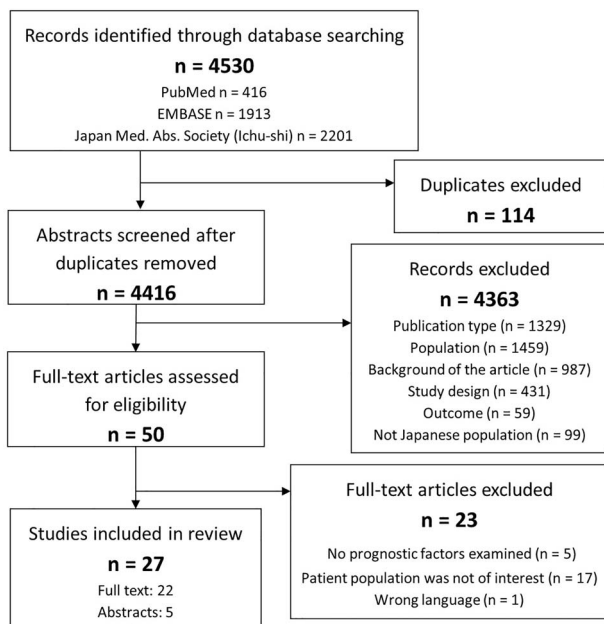 Records identified through database searching
n = 4530
PubMed n = 416
EMBASE n = 1913
Japan Med. Abs. Society (Ichu-shi) n = 2201
Duplicates excluded
n = 114
Abstracts screened after
duplicates removed
n = 4416
Records excluded
n = 4363
Publication type (n = 1329)
Population (n = 1459)
Background of the article (n = 987)
Study design (n = 431)
Outcome (n = 59)
Not Japanese population (n = 99)
Full-text articles assessed
for eligibility
n = 50
Full-text articles excluded
n = 23
No prognostic factors examined (n = 5)
Patient population was not of interest (n = 17)
Wrong language (n = 1)
Studies included in review
n = 27
Full text: 22
Abstracts: 5